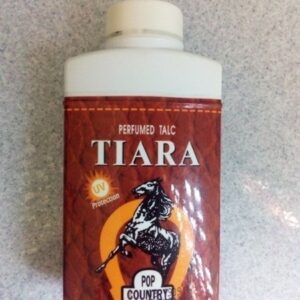 PERFUMED TALC
TIARA
UV
Protection
POP
COUNTRY